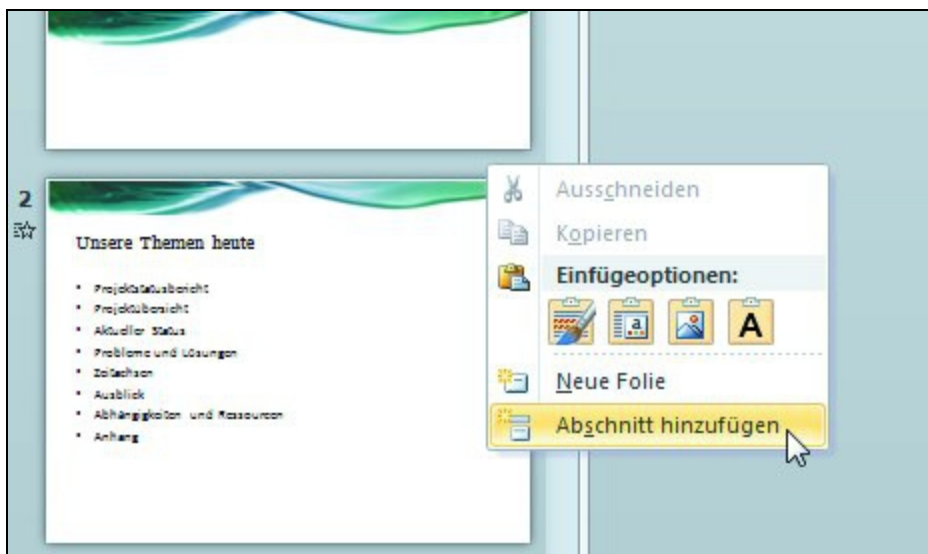 2
Unsere Themen heute
• Projektstatusbericht
• Projektübersicht
• Aktueller Status
• Probleme und Lösungen
• Zeitachsen
• Ausblick
• Abhängigkeiten und Ressourcen
• Anhang
Ausschneiden
Kopieren
Einfügeoptionen:
a
A
Neue Folie
Abschnitt hinzufügen